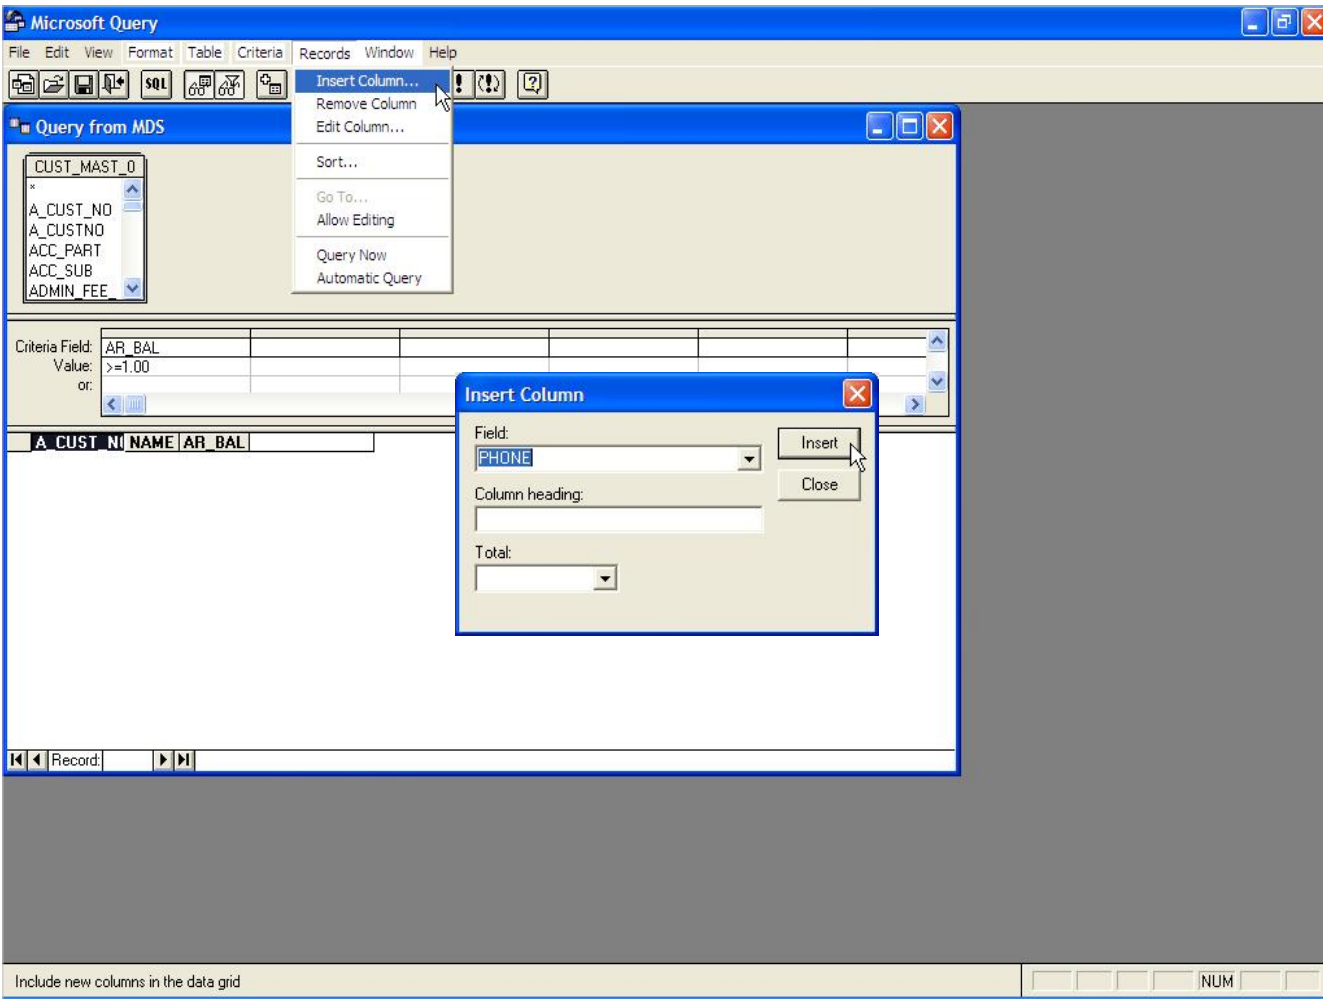 Microsoft Query
File Edit View Format Table Criteria Records Window Help
SQL
Insert Column...
Remove Column
Edit Column...
Sort...
Go To...
Allow Editing
Query Now
Automatic Query
Query from MDS
CUST_MAST_0
*
A_CUST_NO
A_CUSTNO
ACC_PART
ACC_SUB
ADMIN_FEE_
Criteria Field: AR_BAL
Value: >=1.00
or:
A_CUST_N NAME AR_BAL
Insert Column
Field:
PHONE
Insert
Close
Column heading:
Total:
Record:
Include new columns in the data grid
NUM